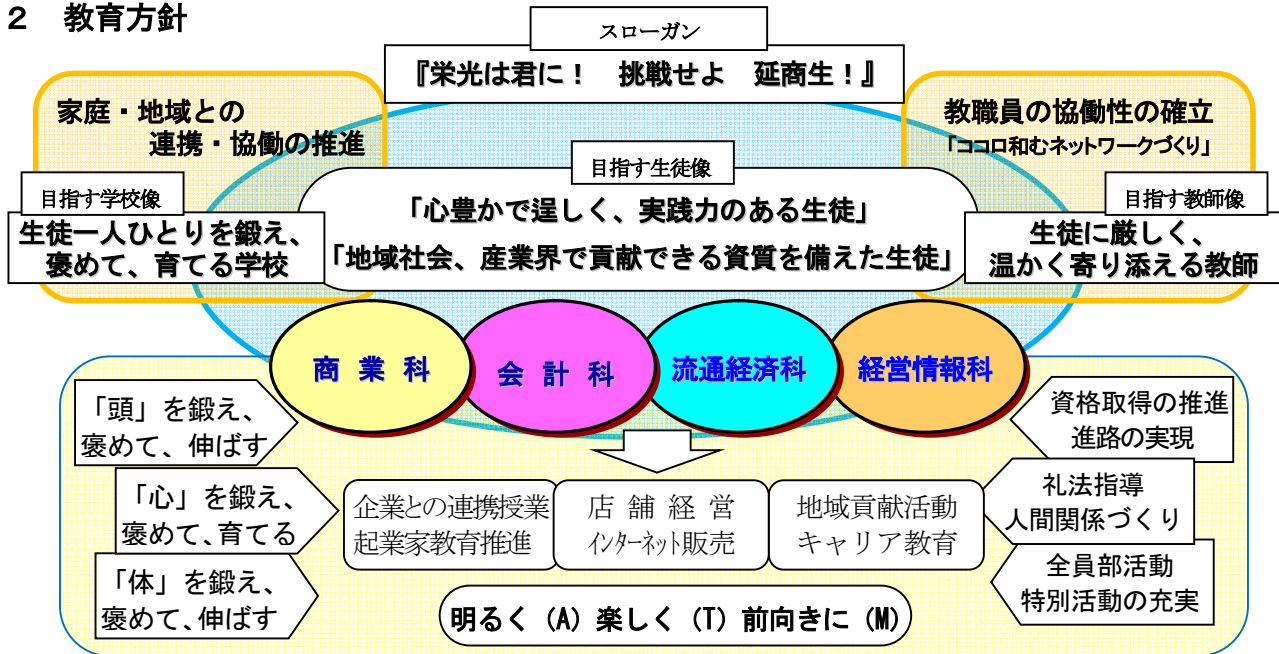 ２　教育方針
スローガン
『栄光は君に！　挑戦せよ　延商生！』
家庭・地域との
連携・協働の推進
教職員の協働性の確立
「ココロ和むネットワークづくり」
目指す生徒像
「心豊かで逞しく、実践力のある生徒」
「地域社会、産業界で貢献できる資質を備えた生徒」
目指す学校像
生徒一人ひとりを鍛え、
褒めて、育てる学校
目指す教師像
生徒に厳しく、
温かく寄り添える教師
商業科
会計科
流通経済科
経営情報科
「頭」を鍛え、
褒めて、伸ばす
「心」を鍛え、
褒めて、育てる
「体」を鍛え、
褒めて、伸ばす
企業との連携授業
起業家教育推進
店舗経営
インターネット販売
地域貢献活動
キャリア教育
資格取得の推進
進路の実現
礼法指導
人間関係づくり
全員部活動
特別活動の充実
明るく（A）楽しく（T）前向きに（M）